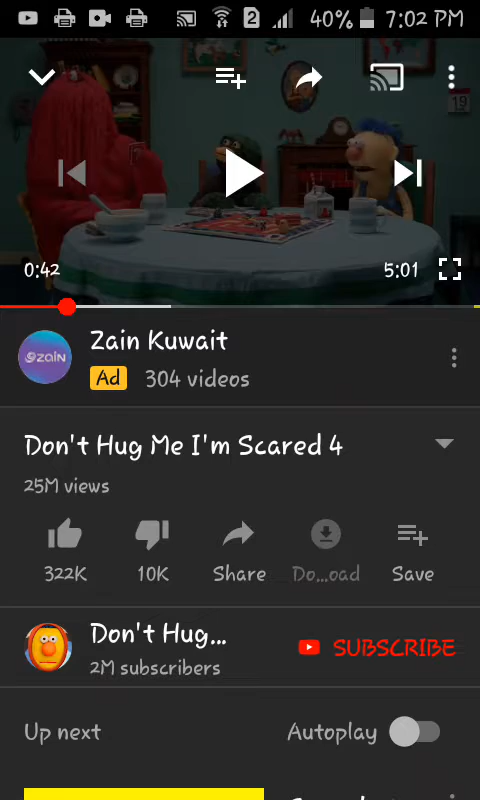 2 40% 7:02 PM
19
0:42 5:01
zain Zain Kuwait
Ad 304 videos
Don't Hug Me I'm Scared 4
25M views
322K 10K Share Do...oad Save
Don't Hug...
2M subscribers
SUBSCRIBE
Up next Autoplay